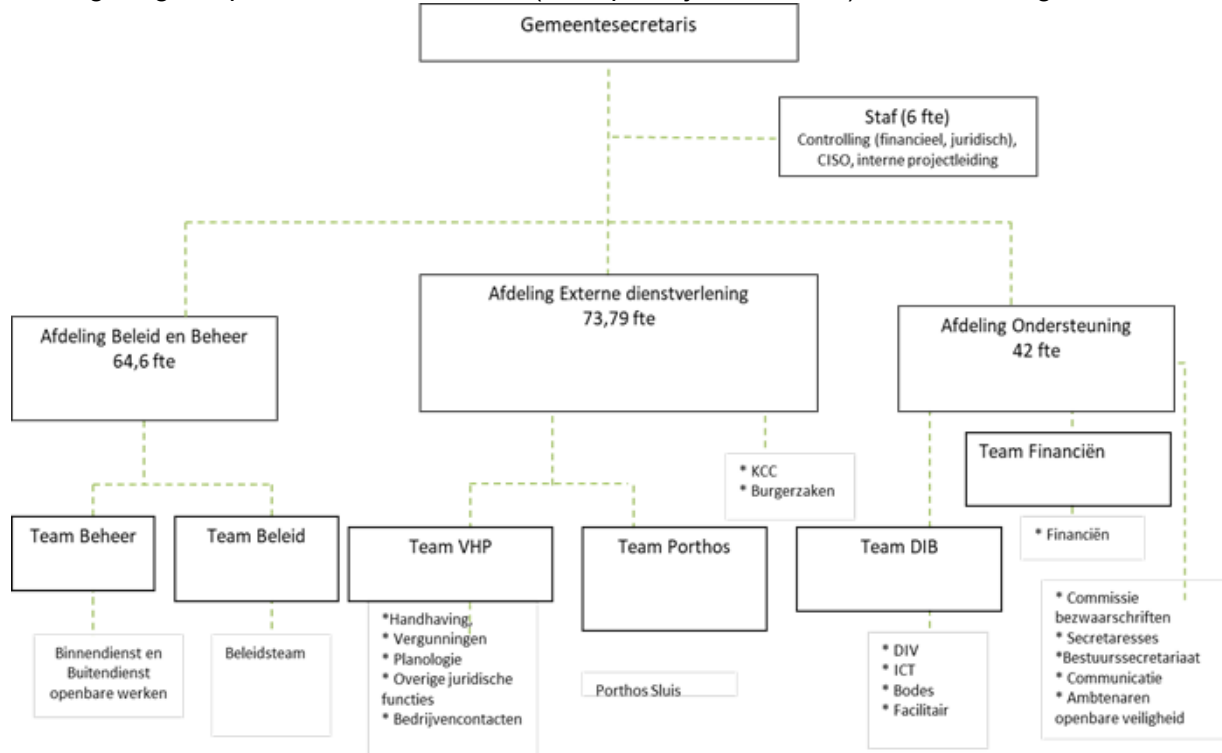 Gemeentesecretaris
Staf (6 fte)
Controlling (financieel, juridisch),
CISO, interne projectleiding
Afdeling Beleid en Beheer
64,6 fte
Afdeling Externe dienstverlening
73,79 fte
Afdeling Ondersteuning
42 fte
* KCC
* Burgerzaken
Team Financiën
* Financiën
Team Beheer
Team Beleid
Team VHP
Team Porthos
Team DIB
Binnendienst en
Buitendienst
openbare werken
Beleidsteam
*Handhaving,
* Vergunningen
* Planologie
* Overige juridische
functies
* Bedrijvencontacten
Porthos Sluis
* DIV
* ICT
* Bodes
* Facilitair
* Commissie
bezwaarschriften
* Secretaresses
*Bestuurssecretariaat
* Communicatie
* Ambtenaren
openbare veiligheid